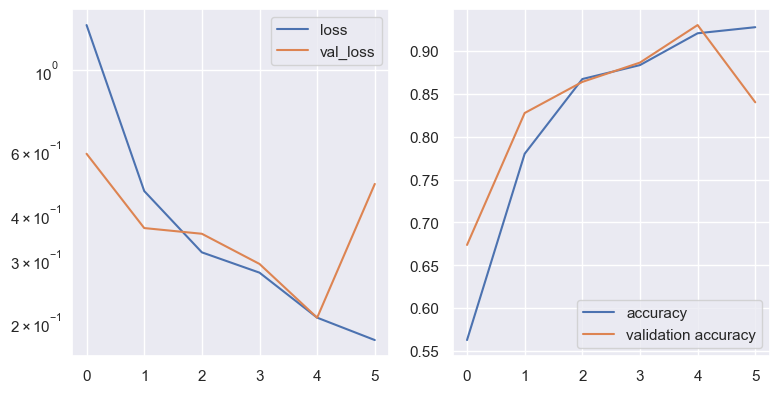 loss
val_loss
10⁰
6 × 10⁻¹
4 × 10⁻¹
3 × 10⁻¹
2 × 10⁻¹
0 1 2 3 4 5
0.90
0.85
0.80
0.75
0.70
0.65
0.60
0.55
accuracy
validation accuracy
0 1 2 3 4 5